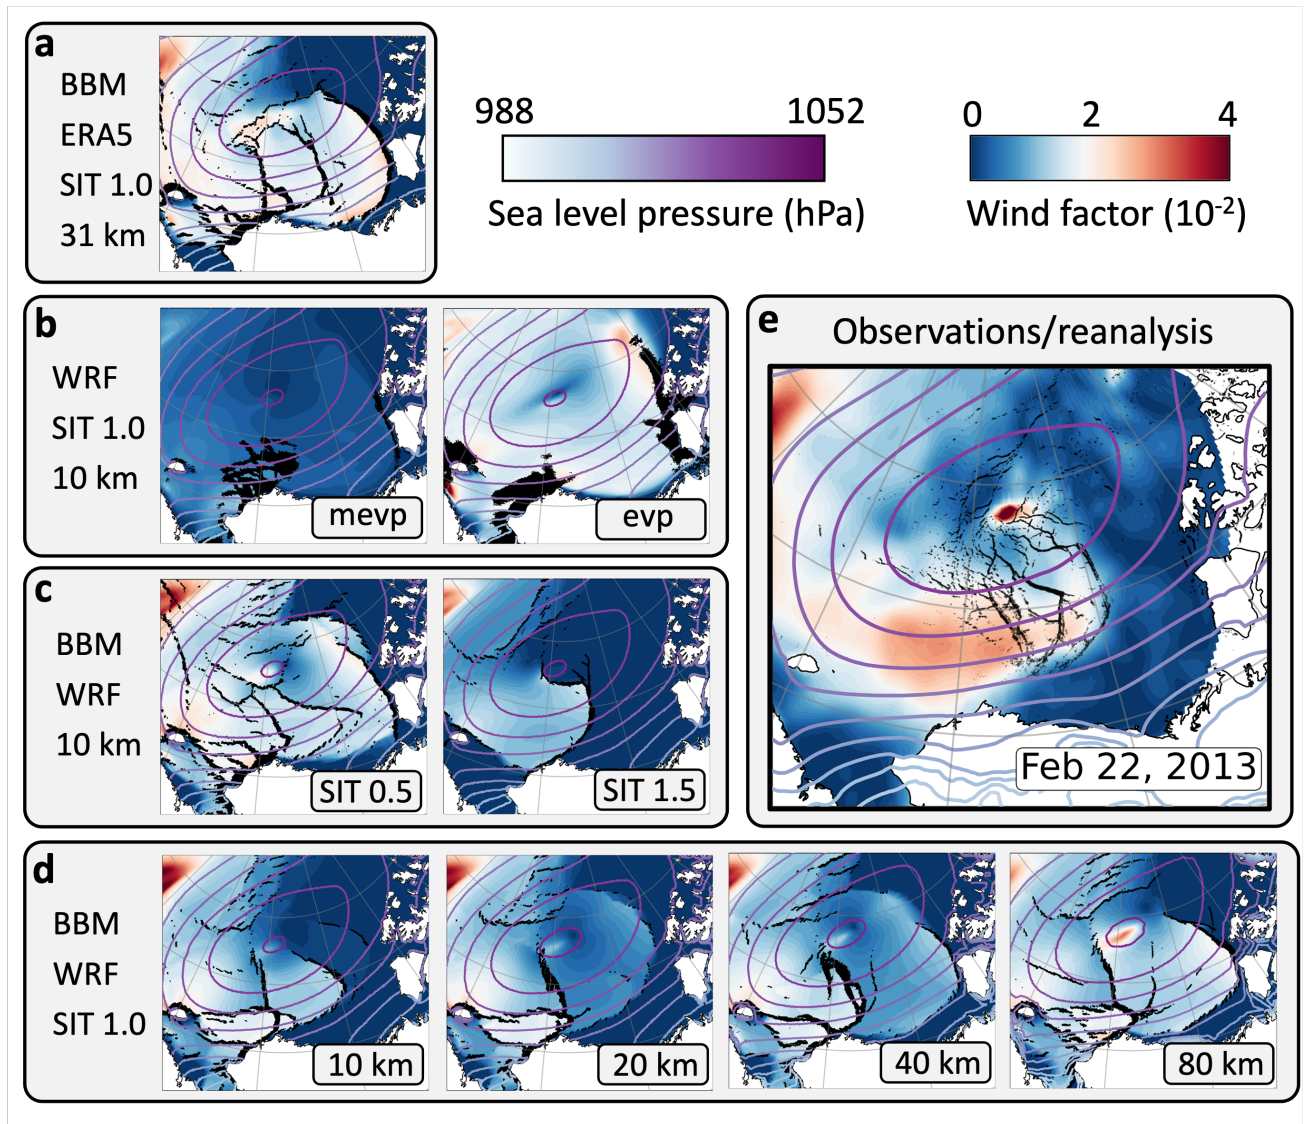 a
BBM
ERA5
SIT 1.0
31 km
988 1052
Sea level pressure (hPa)
0 2 4
Wind factor (10-2)
b
WRF
SIT 1.0
10 km
mevp
evp
c
BBM
WRF
10 km
SIT 0.5
SIT 1.5
e
Observations/reanalysis
Feb 22, 2013
d
BBM
WRF
SIT 1.0
10 km
20 km
40 km
80 km